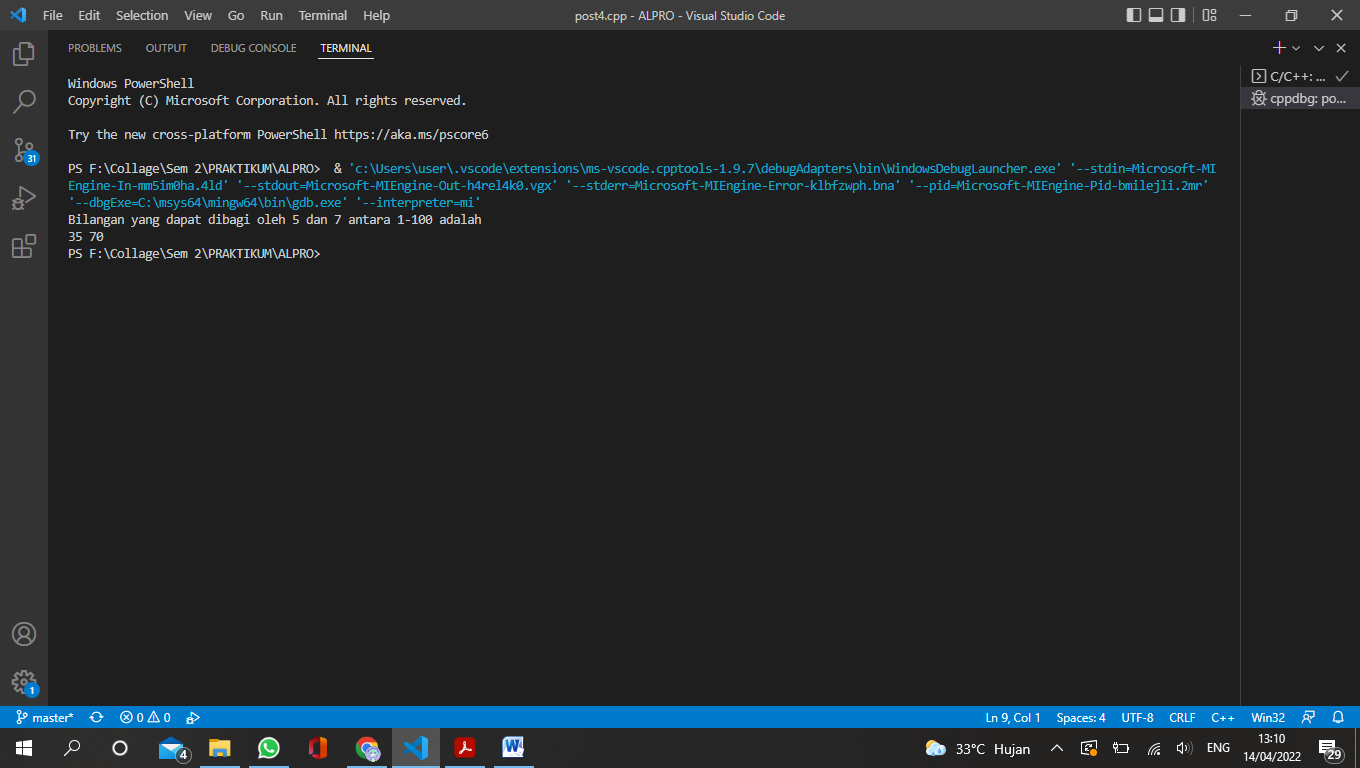 File Edit Selection View Go Run Terminal Help post4.cpp - ALPRO - Visual Studio Code
PROBLEMS OUTPUT DEBUG CONSOLE TERMINAL
Windows PowerShell
Copyright (C) Microsoft Corporation. All rights reserved.
C/C++: ...
cppdbg: po...
Try the new cross-platform PowerShell https://aka.ms/pscore6
PS F:\Collage\Sem 2\PRAKTIKUM\ALPRO>  & 'c:\Users\user\.vscode\extensions\ms-vscode.cpptools-1.9.7\debugAdapters\bin\WindowsDebugLauncher.exe' '--stdin=Microsoft-MI
Engine-In-mm5im0ha.4ld' '--stdout=Microsoft-MIEngine-Out-h4rel4k0.vgx' '--stderr=Microsoft-MIEngine-Error-klbfzwph.bna' '--pid=Microsoft-MIEngine-Pid-bmilejli.2mr'
'--dbgExe=C:\msys64\mingw64\bin\gdb.exe' '--interpreter=mi'
Bilangan yang dapat dibagi oleh 5 dan 7 antara 1-100 adalah
35 70
PS F:\Collage\Sem 2\PRAKTIKUM\ALPRO>
31
1
master* 0 0 Ln 9, Col 1 Spaces: 4 UTF-8 CRLF C++ Win32
4 33°C Hujan ENG 13:10
14/04/2022 29